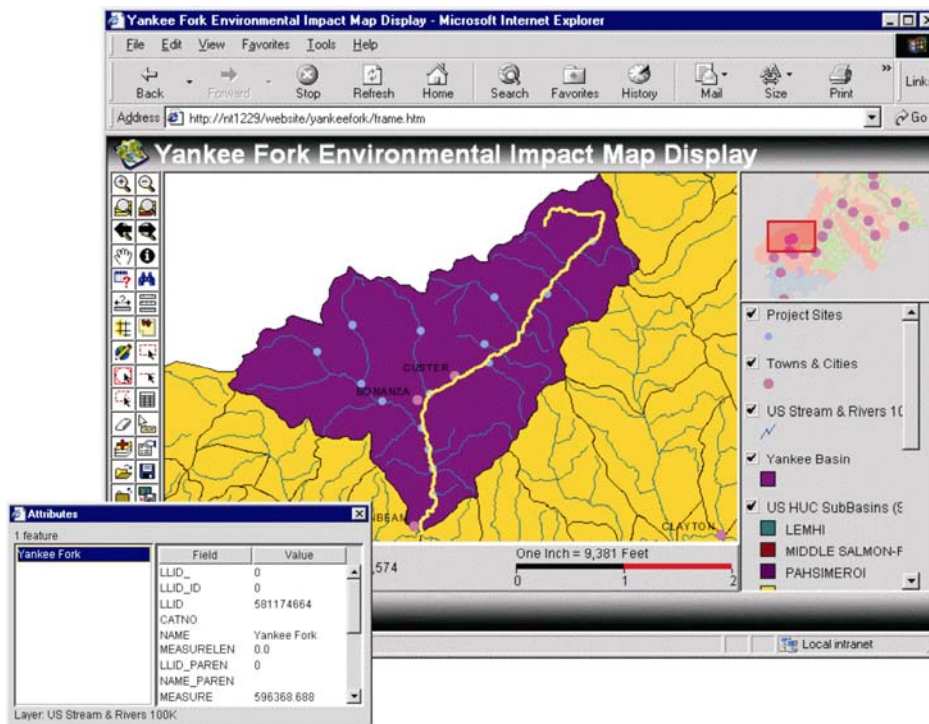 Yankee Fork Environmental Impact Map Display - Microsoft Internet Explorer
File Edit View Favorites Tools Help
Back Forward Stop Refresh Home Search Favorites History Mail Size Print » Link
Address http://nt1229/website/yankeefork/frame.htm Go
Yankee Fork Environmental Impact Map Display
CUSTER
BONANZA
NBEAM
CLAYTON
Project Sites
Towns & Cities
US Stream & Rivers 10
Yankee Basin
US HUC SubBasins (S
LEMHI
MIDDLE SALMON-F
PAHSIMEROI
,574
One Inch = 9,381 Feet
0 1 2
Local intranet
Attributes
1 feature
Yankee Fork
Field Value
LLID_ 0
LLID_ID 0
LLID 581174664
CATNO
NAME Yankee Fork
MEASURELEN 0.0
LLID_PAREN 0
NAME_PAREN
MEASURE 596368.688
Layer: US Stream & Rivers 100K